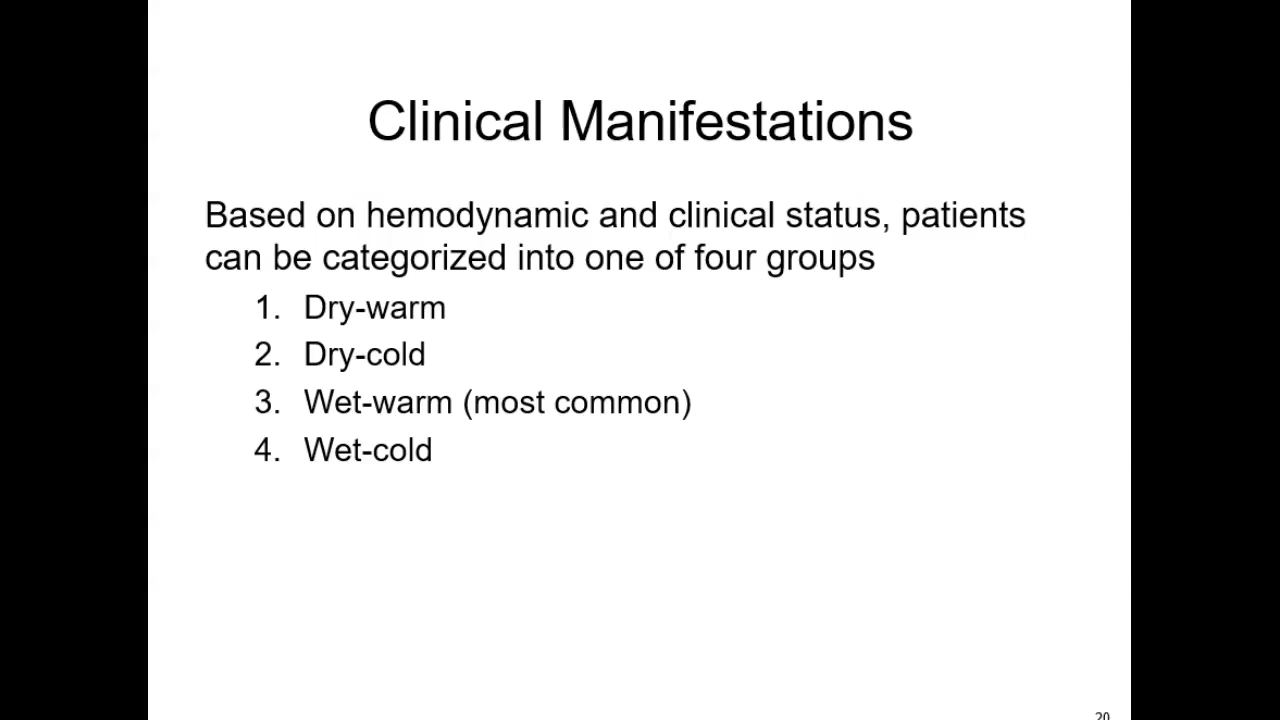 Clinical Manifestations
Based on hemodynamic and clinical status, patients
can be categorized into one of four groups
1. Dry-warm
2. Dry-cold
3. Wet-warm (most common)
4. Wet-cold
20